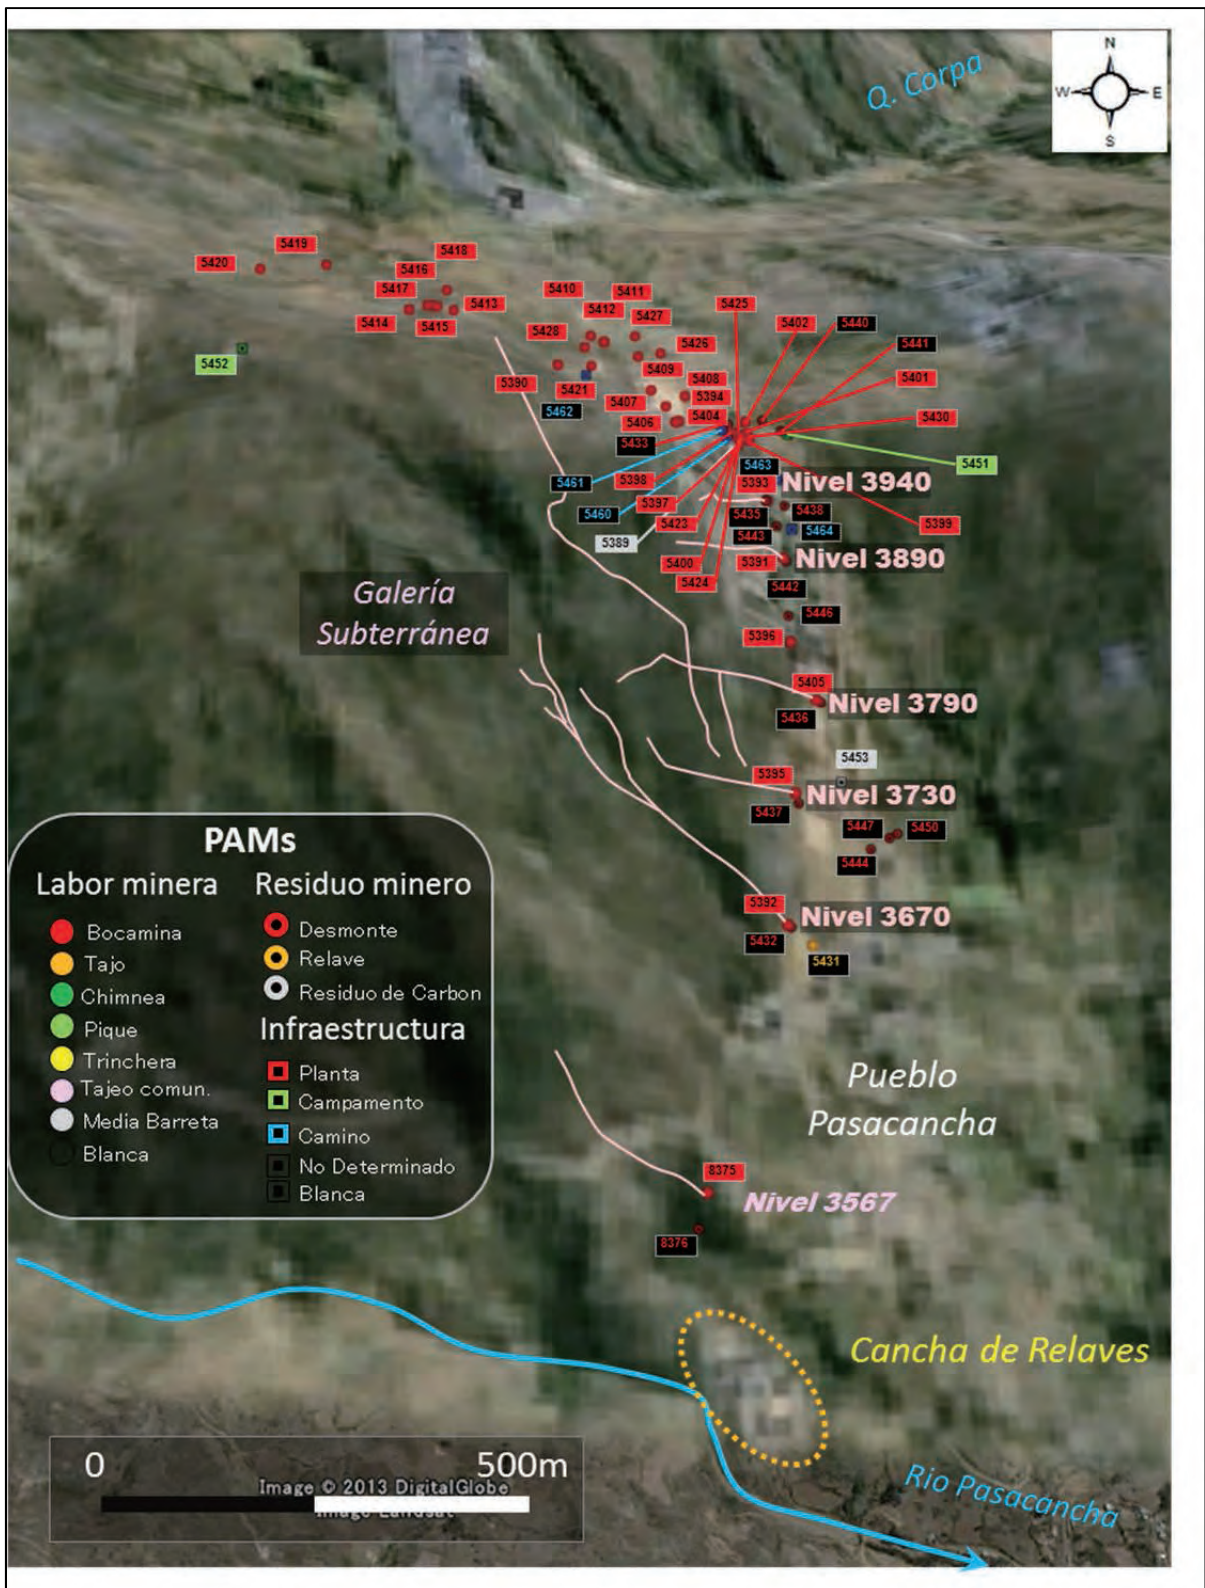 N
W
E
S
Q. Corpa
5418
5419
5420
5416
5417
5410
5411
5425
5412
5413
5414
5415
5427
5402
5440
5428
5426
5441
5452
5409
5408
5401
5390
5421
5394
5407
5462
5404
5430
5406
5433
5451
5463
5461
5398
5393
Nivel 3940
5397
5460
5435
5438
5423
5399
5443
5464
5389
5400
5391
Nivel 3890
5424
5442
Galería
Subterránea
5446
5396
5405
Nivel 3790
5436
5453
5395
Nivel 3730
5437
5447
5450
5444
5392
Nivel 3670
5432
5431
PAMs
Labor minera
Bocamina
Tajo
Chimnea
Pique
Trinchera
Tajeo comun.
Media Barreta
Blanca
Residuo minero
Desmonte
Relave
Residuo de Carbon
Infraestructura
Planta
Campamento
Camino
No Determinado
Blanca
Pueblo
Pasacancha
8375
Nivel 3567
8376
Cancha de Relaves
0
500m
Image © 2013 DigitalGlobe
Image Landsat
Rio Pasacancha